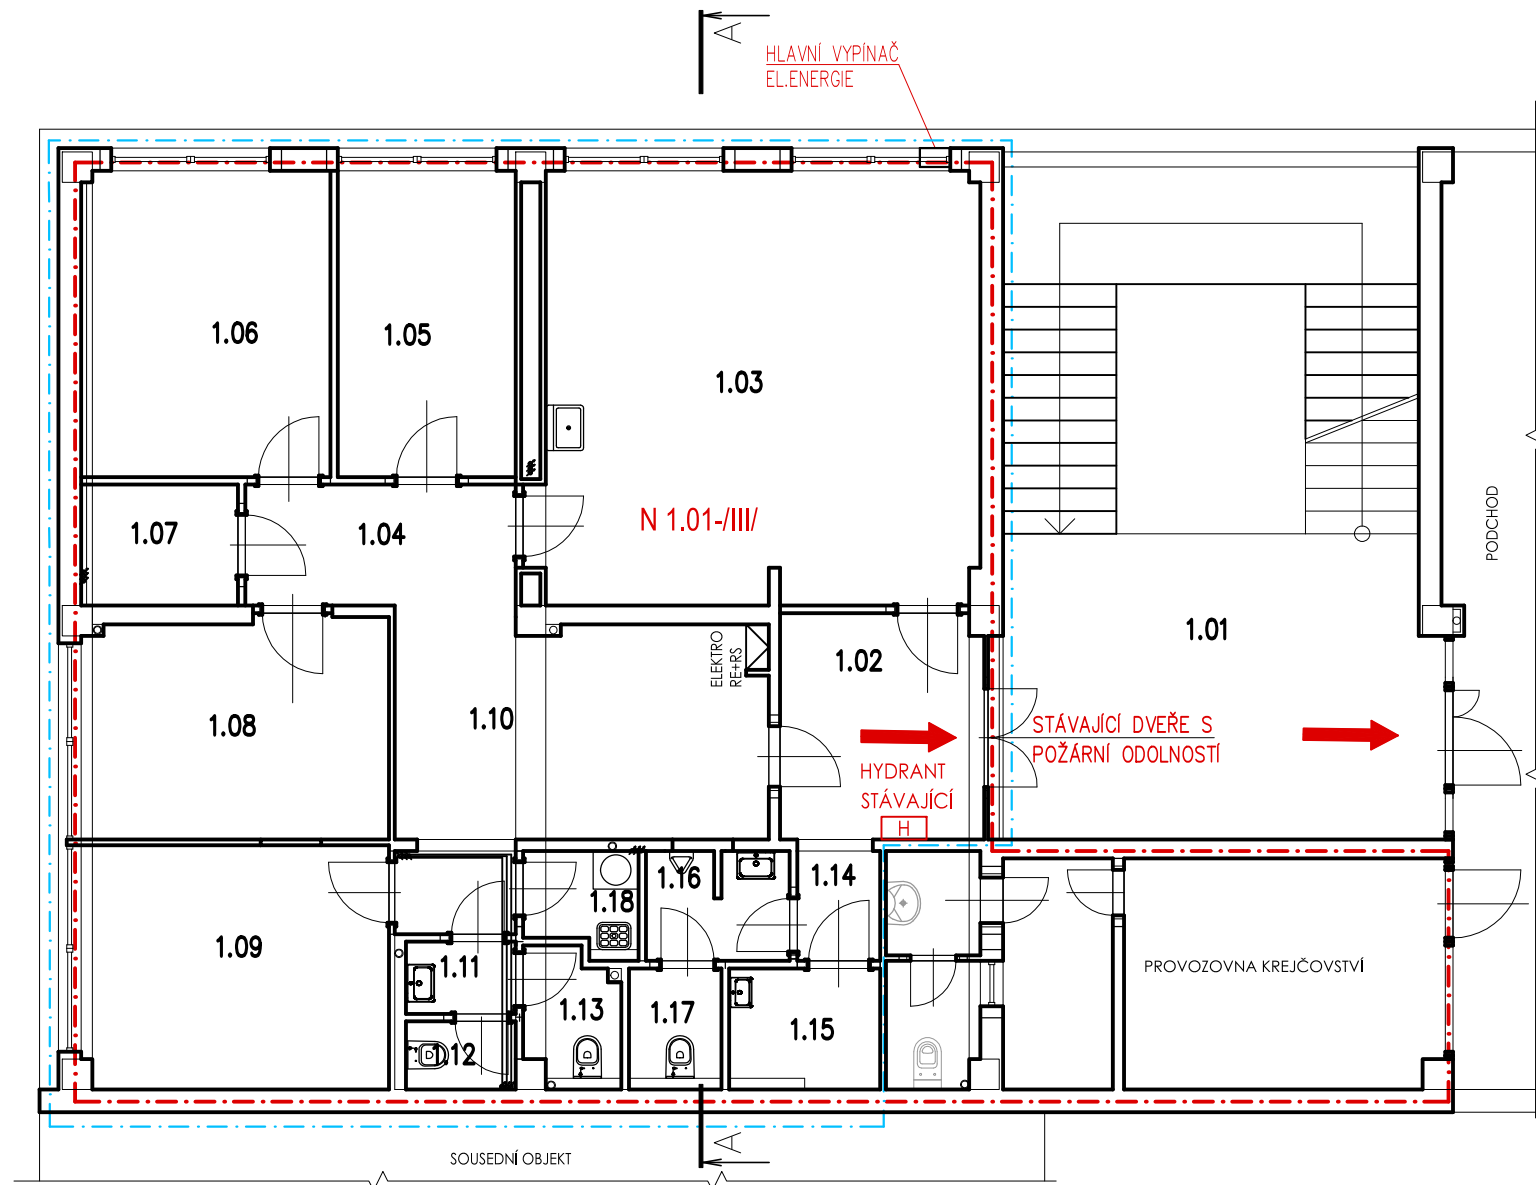 A
HLAVNÍ VYPÍNAČ
EL.ENERGIE
1.06
1.05
1.03
1.07
1.04
N 1.01-/III/
PODCHOD
1.01
ELEKTRO
RE+RS
1.02
1.08
1.10
STÁVAJÍCÍ DVEŘE S
POŽÁRNÍ ODOLNOSTÍ
HYDRANT
STÁVAJÍCÍ
H
1.16
1.14
1.18
1.09
1.11
PROVOZOVNA KREJČOVSTVÍ
1.13
1.17
1.15
1.12
A
SOUSEDNÍ OBJEKT